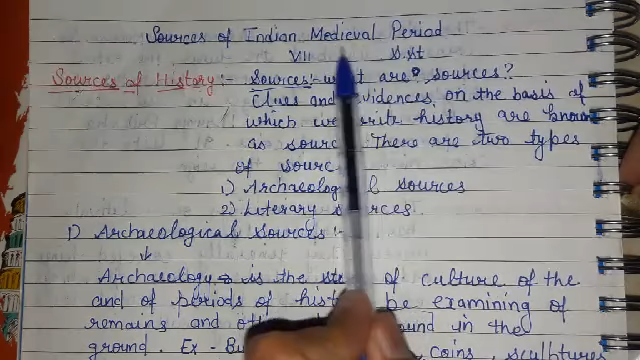 Sources of Indian Medieval Period
VII S.St
Sources of History :- Sources:- what are sources?
Clues and evidences, on the basis of
which we write history are known
as sources. There are two types
of sources
1) Archaeological sources
2) Literary sources.
1) Archaeological Sources :-
Archaeology is the of culture of the
and of periods of be examining of
remains and found in the
ground. Ex - coins, sculptures